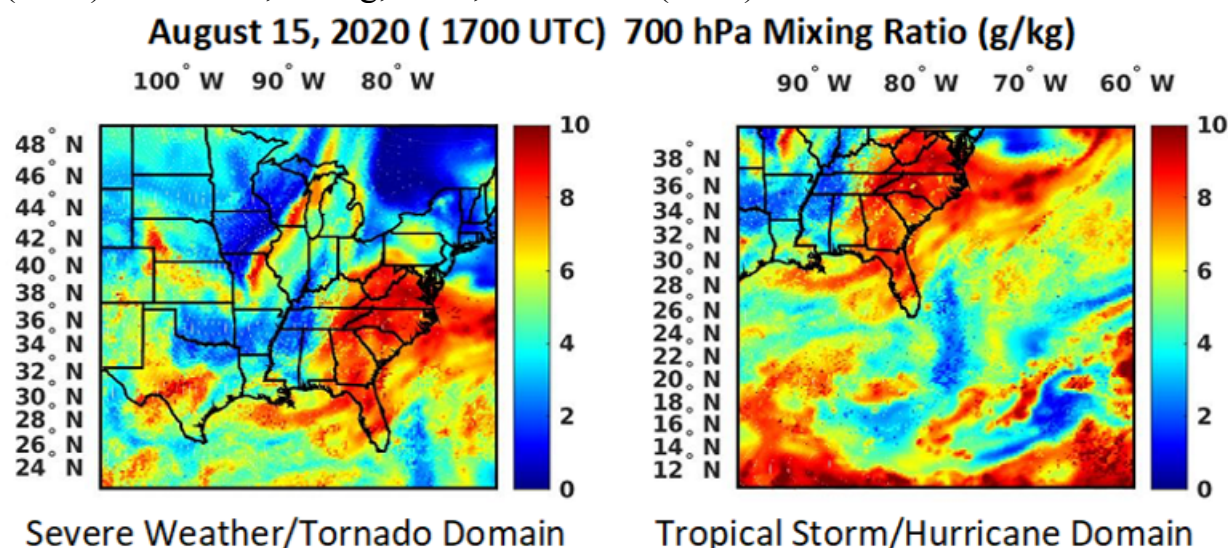 August 15, 2020 ( 1700 UTC) 700 hPa Mixing Ratio (g/kg)
100° W 90° W 80° W
48° N
46° N
44° N
42° N
40° N
38° N
36° N
34° N
32° N
30° N
28° N
26° N
24° N
10
8
6
4
2
0
Severe Weather/Tornado Domain
90° W 80° W 70° W 60° W
38° N
36° N
34° N
32° N
30° N
28° N
26° N
24° N
22° N
20° N
18° N
16° N
14° N
12° N
10
8
6
4
2
0
Tropical Storm/Hurricane Domain